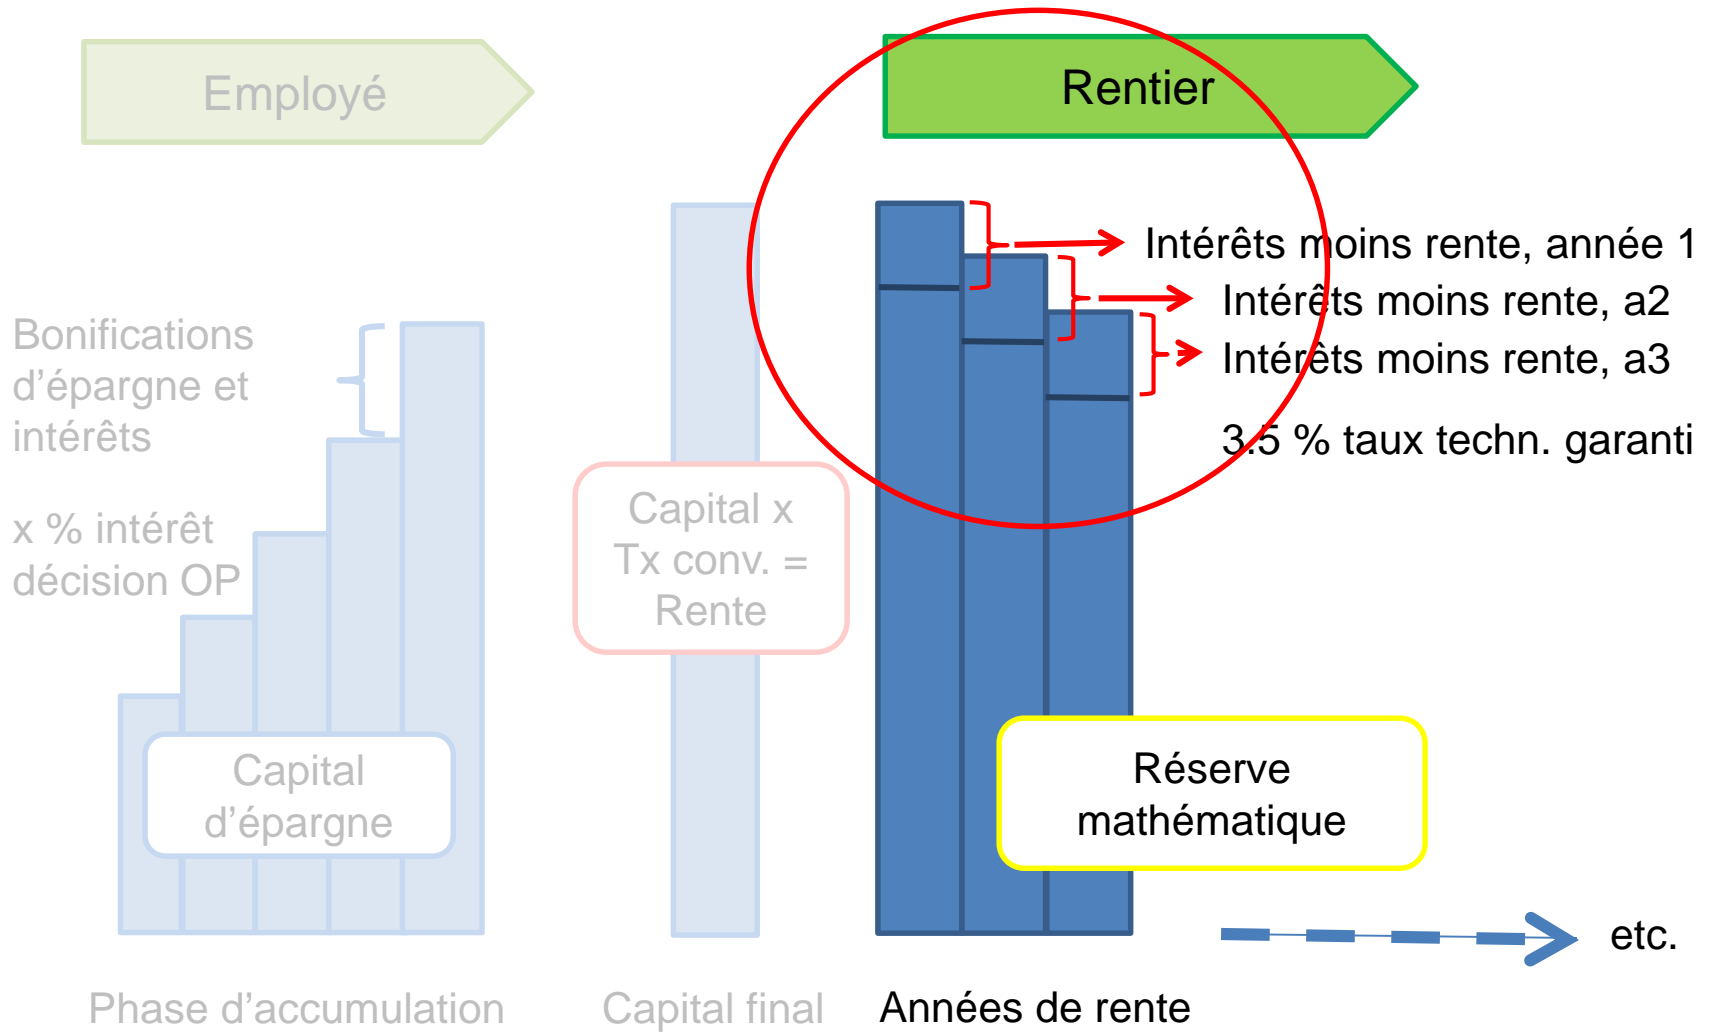 Employé
Rentier
Intérêts moins rente, année 1
Intérêts moins rente, a2
Intérêts moins rente, a3
3.5 % taux techn. garanti
Bonifications
d’épargne et
intérêts
x % intérêt
décision OP
Capital x
Tx conv. =
Rente
Capital
d’épargne
Réserve
mathématique
etc.
Phase d’accumulation
Capital final
Années de rente